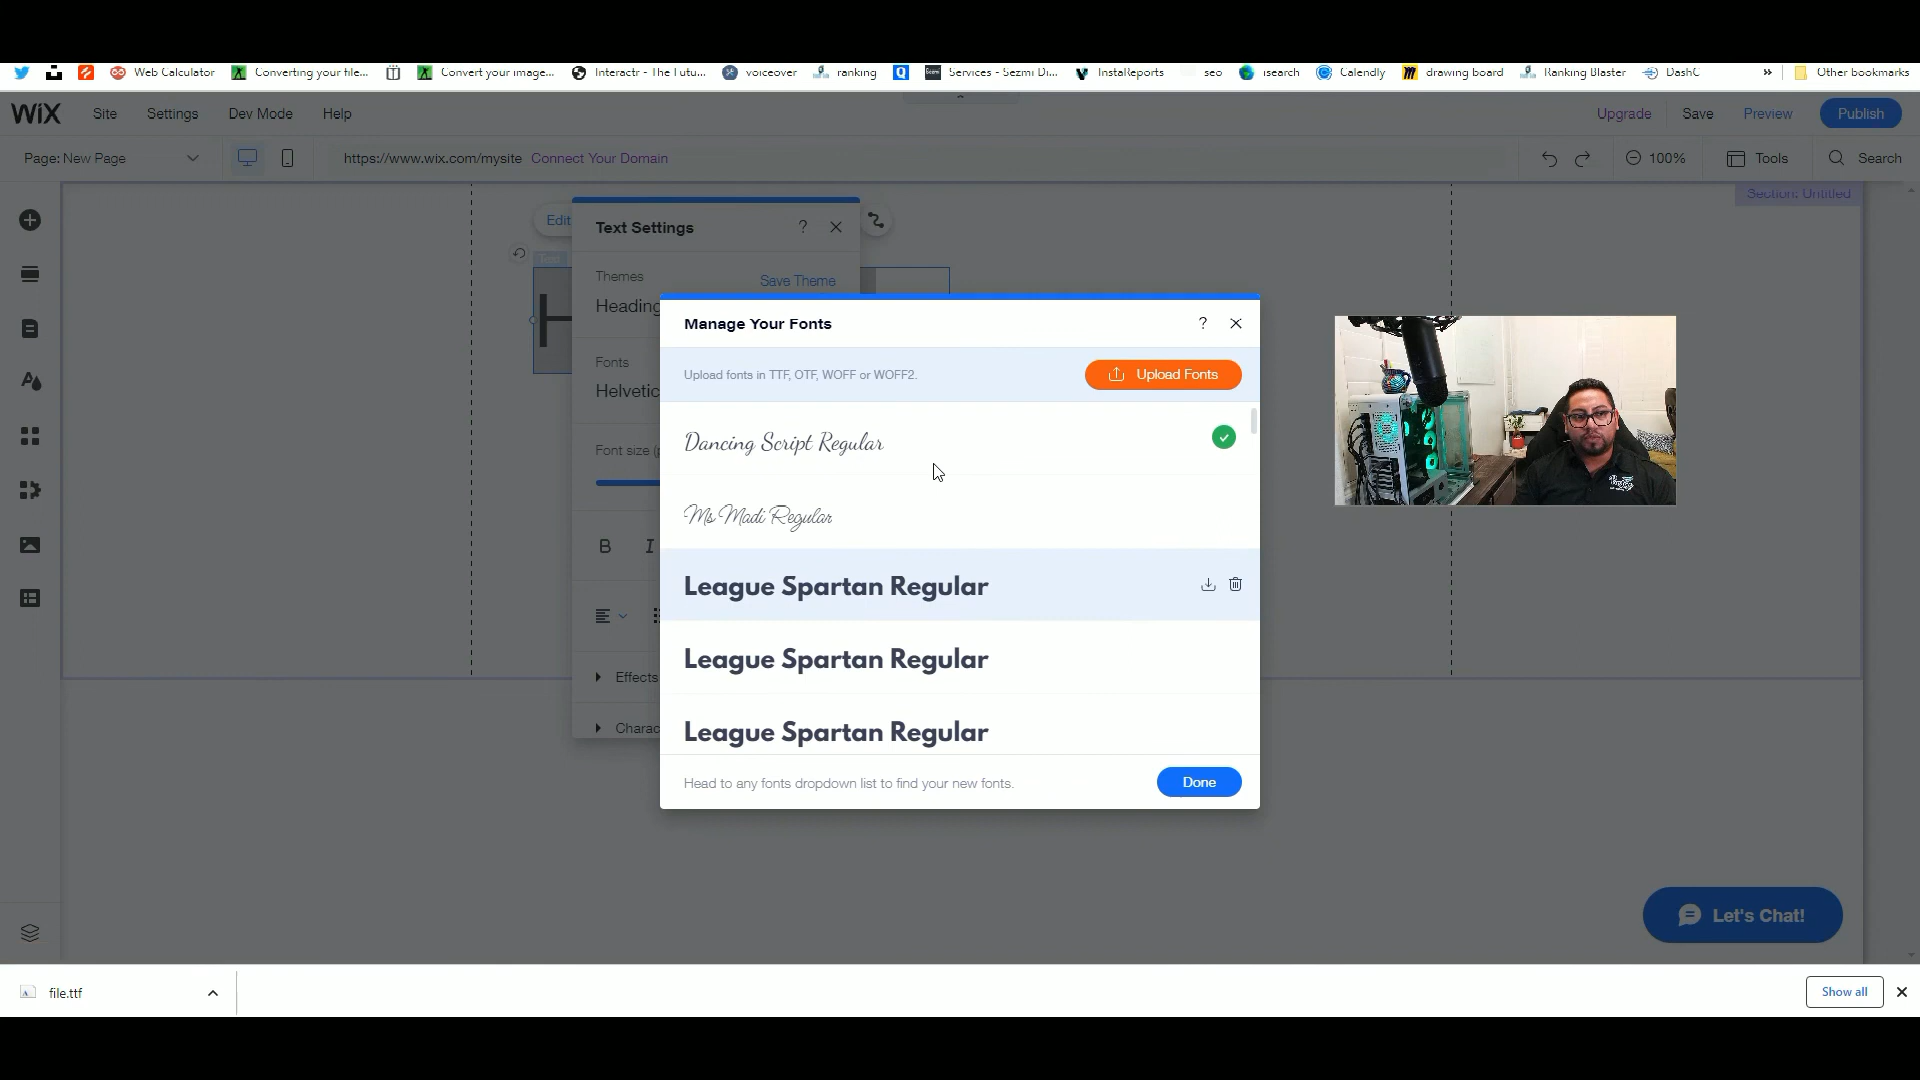 Web Calculator
Converting your file...
Convert your image...
Interactr - The Futu...
voiceover
ranking
Q
Services - Sezmi Di...
InstaReports
seo
isearch
Calendly
drawing board
Ranking Blaster
DashC
»
Other bookmarks
WiX
Site
Settings
Dev Mode
Help
Upgrade
Save
Preview
Publish
Page: New Page
https://www.wix.com/mysite Connect Your Domain
100%
Tools
Search
Section: Untitled
Edit
Text Settings
?
Themes
Save Theme
Heading
Fonts
Helvetic
Font size (
B
I
Effects
Charac
H
Manage Your Fonts
?
Upload fonts in TTF, OTF, WOFF or WOFF2.
Upload Fonts
Dancing Script Regular
Ms Madi Regular
League Spartan Regular
League Spartan Regular
League Spartan Regular
Head to any fonts dropdown list to find your new fonts.
Done
Let's Chat!
file.ttf
Show all